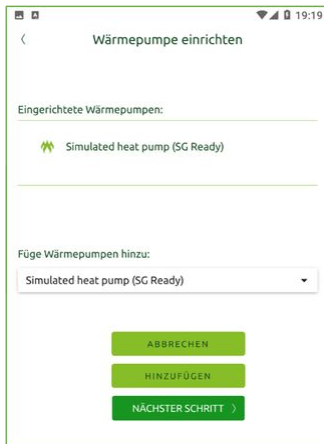 19:19
Wärmepumpe einrichten
Eingerichtete Wärmepumpen:
Simulated heat pump (SG Ready)
Füge Wärmepumpen hinzu:
Simulated heat pump (SG Ready)
ABBRECHEN
HINZUFÜGEN
NÄCHSTER SCHRITT